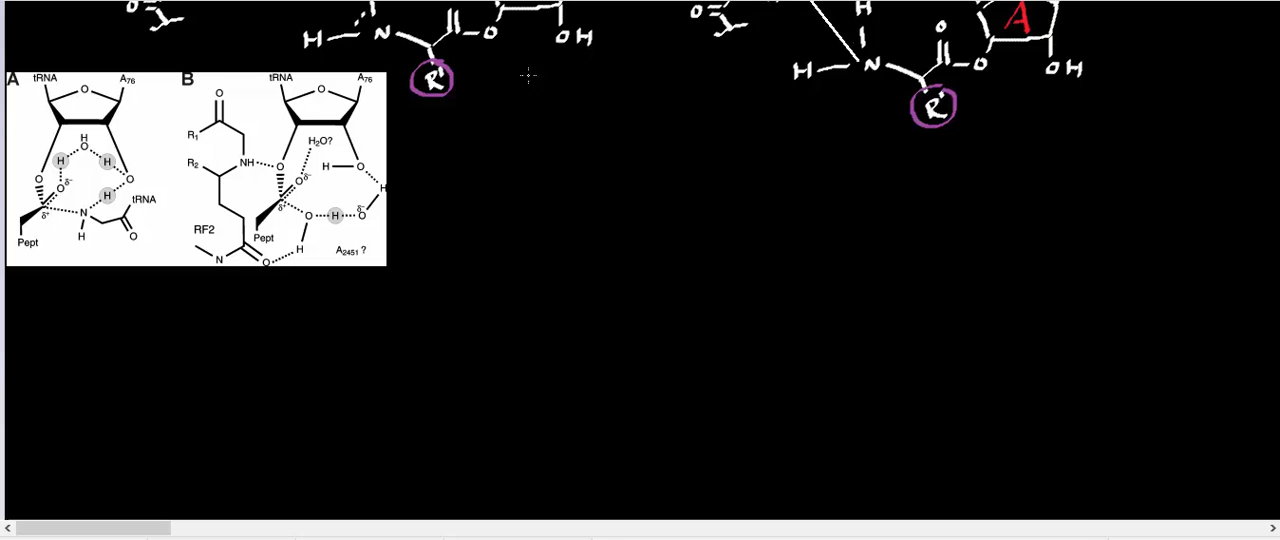 O=
H
N
O
OH
R'
O=
H
H
N
O
O
A
OH
R'
A
tRNA
A76
O
H
O
H
H
O
O
δ-
H
tRNA
δ+
N
H
O
Pept
B
tRNA
A76
O
O
R1
H2O?
R2
NH
O
H
O
O
δ-
H
δ+
O
H
O
δ-
RF2
Pept
H
A2451 ?
N
O